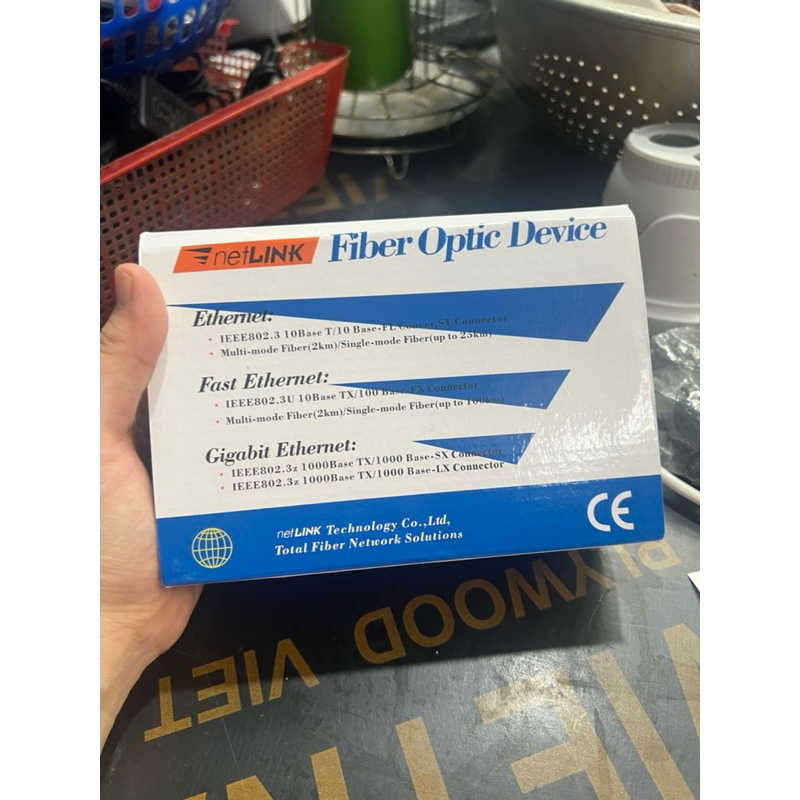 netLINK Fiber Optic Device
Ethernet:
• IEEE802.3 10Base T/10 Base-FL Conver-ST Connector
• Multi-mode Fiber(2km)/Single-mode Fiber(up to 25km)
Fast Ethernet:
• IEEE802.3U 10Base TX/100 Base-FX Connector
• Multi-mode Fiber(2km)/Single-mode Fiber(up to 100km)
Gigabit Ethernet:
• IEEE802.3z 1000Base TX/1000 Base-SX Connector
• IEEE802.3z 1000Base TX/1000 Base-LX Connector
netLINK Technology Co.,Ltd,
Total Fiber Network Solutions
CE
VIET
PLYWOOD VIET